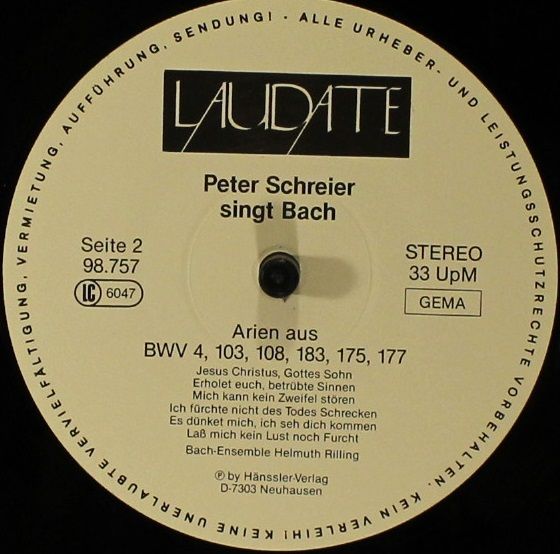 KEINE UNERLAUBTE VERVIELFÄLTIGUNG, VERMIETUNG, AUFFÜHRUNG, SENDUNG! · ALLE URHEBER- UND LEISTUNGSSCHUTZRECHTE VORBEHALTEN. KEIN VERLEIH!
LAUDATE
Peter Schreier
singt Bach
Seite 2
98.757
LC 6047
STEREO
33 UpM
GEMA
Arien aus
BWV 4, 103, 108, 183, 175, 177
Jesus Christus, Gottes Sohn
Erholet euch, betrübte Sinnen
Mich kann kein Zweifel stören
Ich fürchte nicht des Todes Schrecken
Es dünket mich, ich seh dich kommen
Laß mich kein Lust noch Furcht
Bach-Ensemble Helmuth Rilling
℗ by Hänssler-Verlag
D-7303 Neuhausen